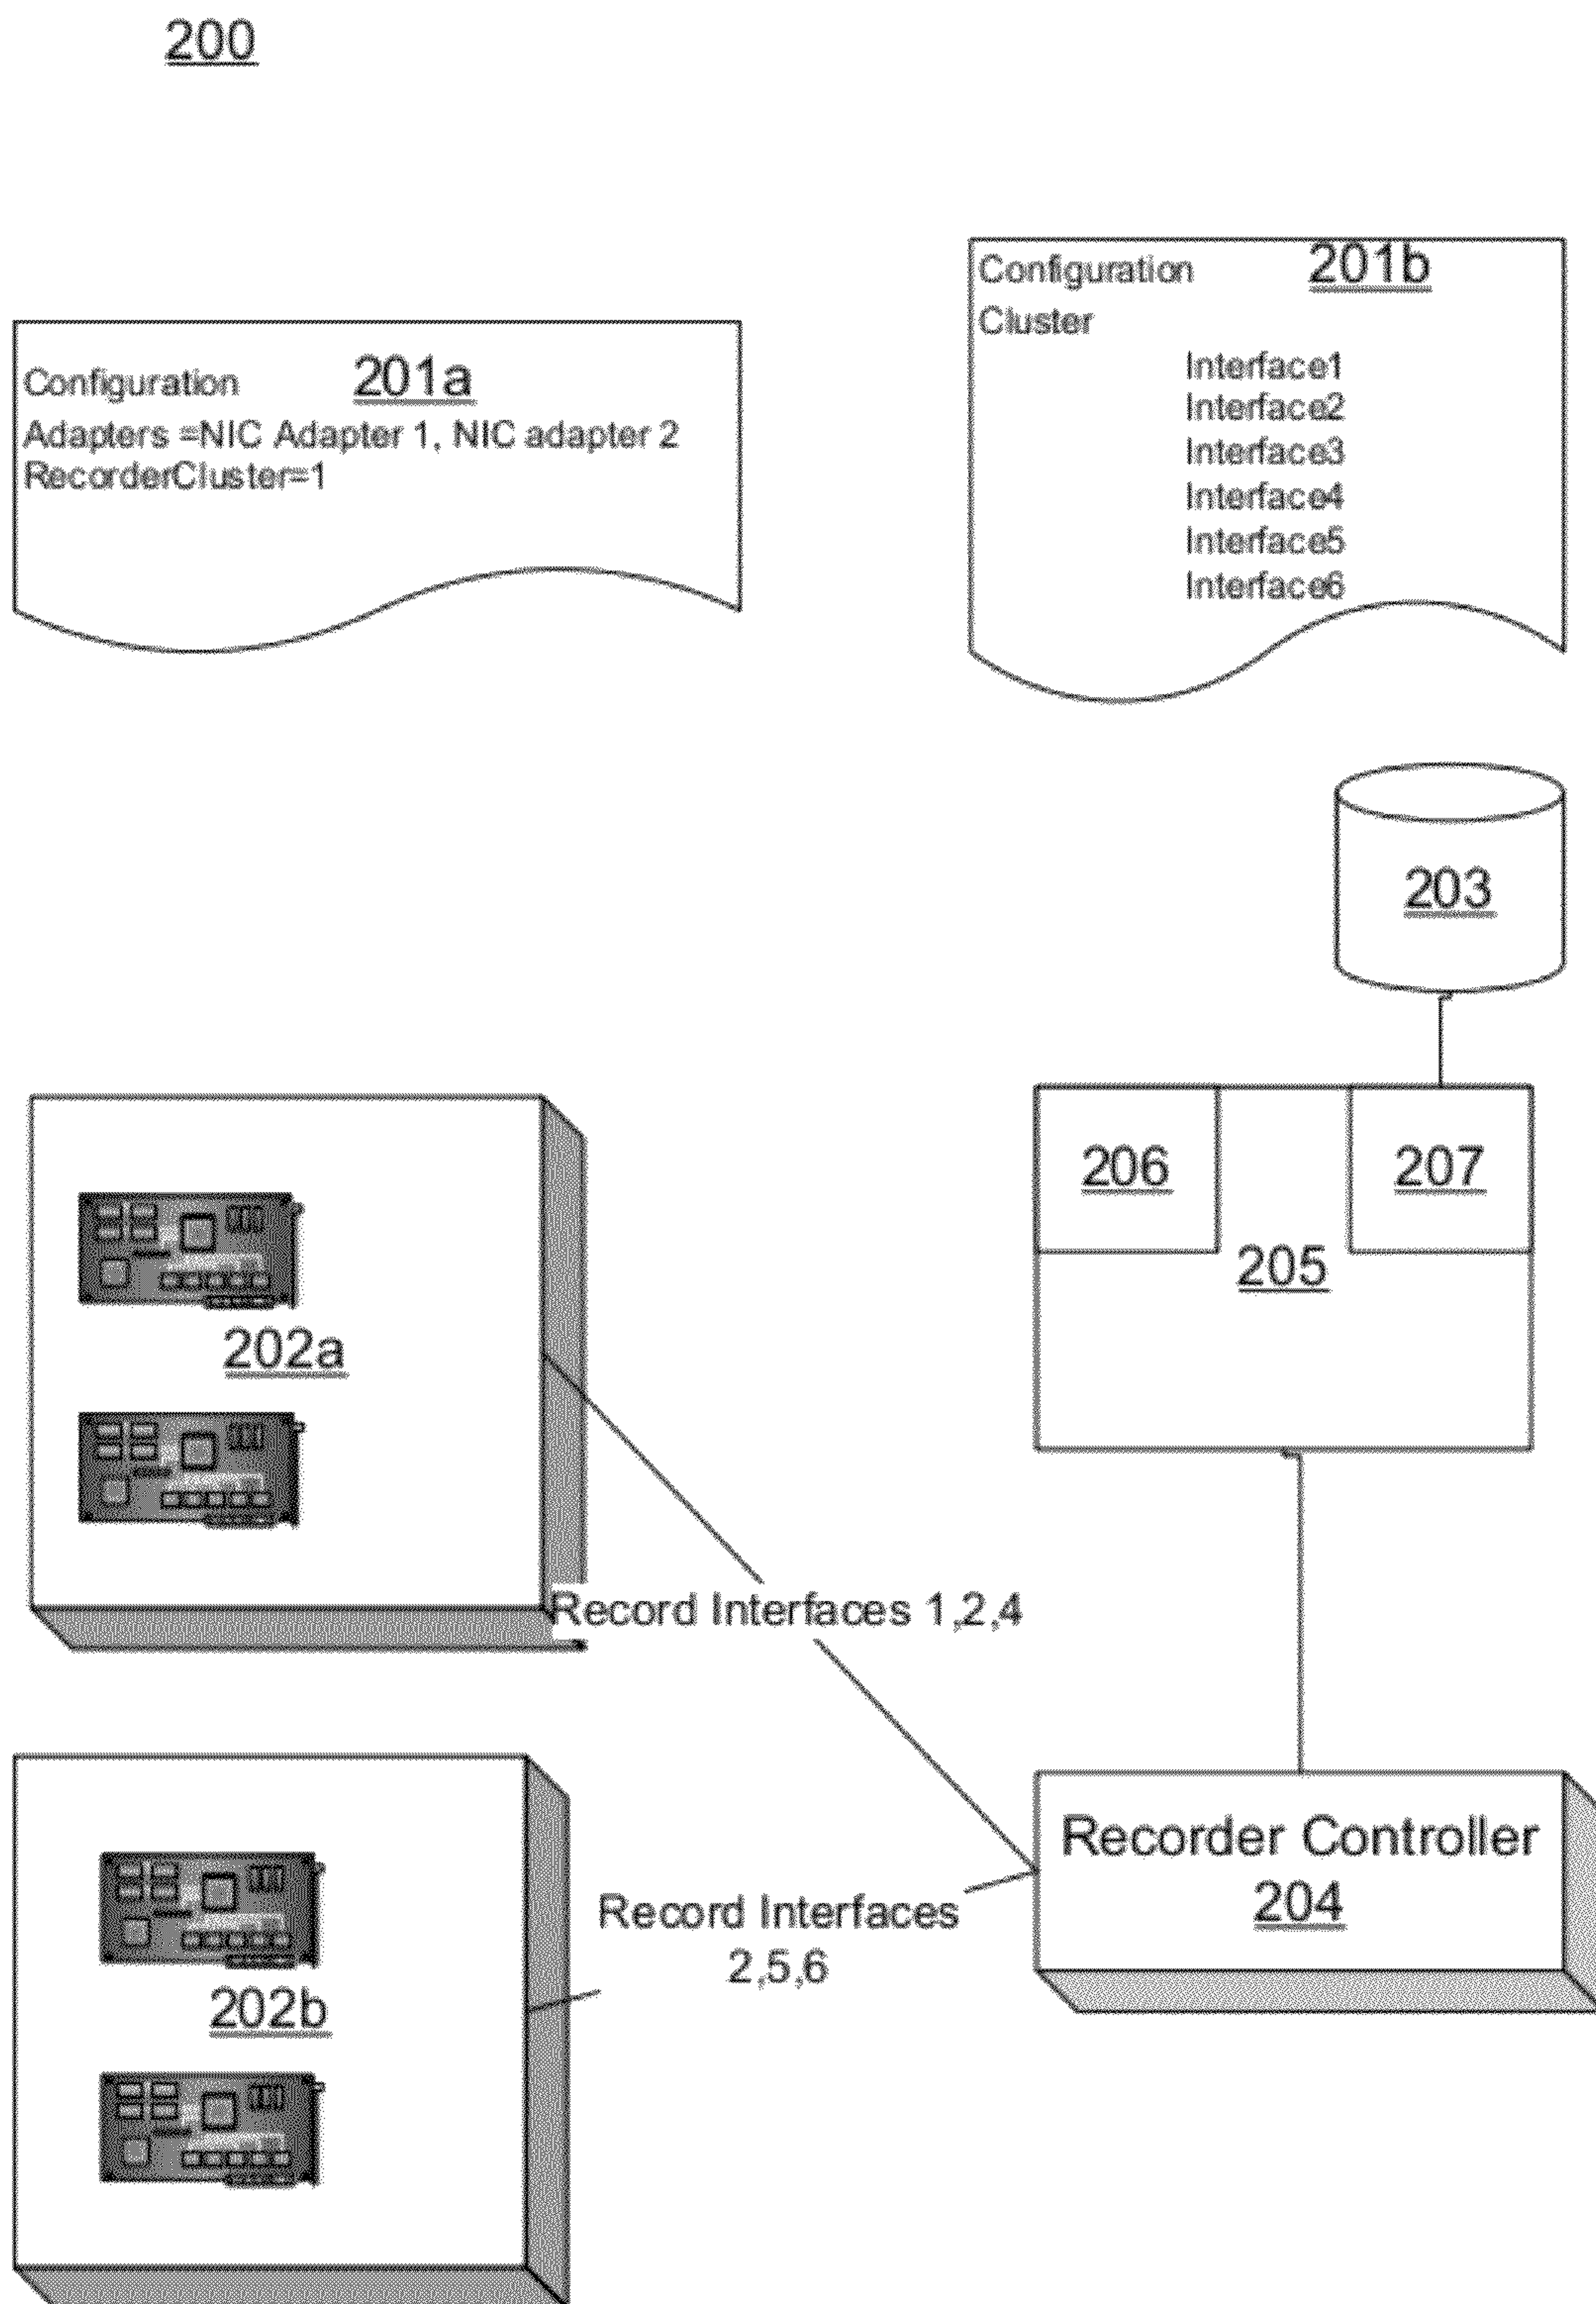 200
Configuration 201a
Adapters =NIC Adapter 1, NIC adapter 2
RecorderCluster=1
Configuration 201b
Cluster
Interface1
Interface2
Interface3
Interface4
Interface5
Interface6
203
206
207
205
202a
Record Interfaces 1,2,4
Recorder Controller
204
Record Interfaces
2,5,6
202b